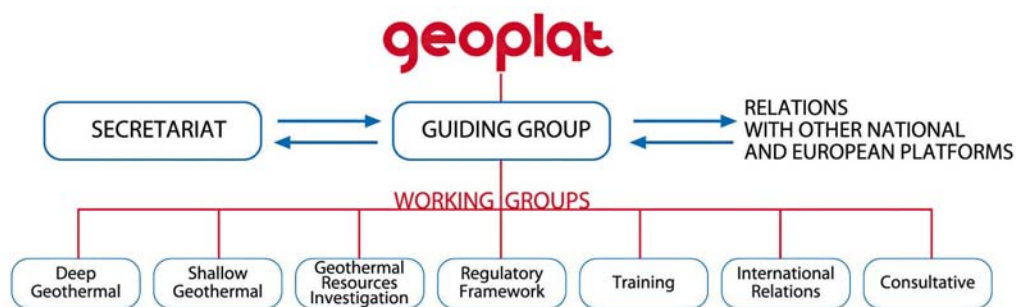 geoplat
SECRETARIAT
GUIDING GROUP
RELATIONS
WITH OTHER NATIONAL
AND EUROPEAN PLATFORMS
WORKING GROUPS
Deep
Geothermal
Shallow
Geothermal
Geothermal
Resources
Investigation
Regulatory
Framework
Training
International
Relations
Consultative